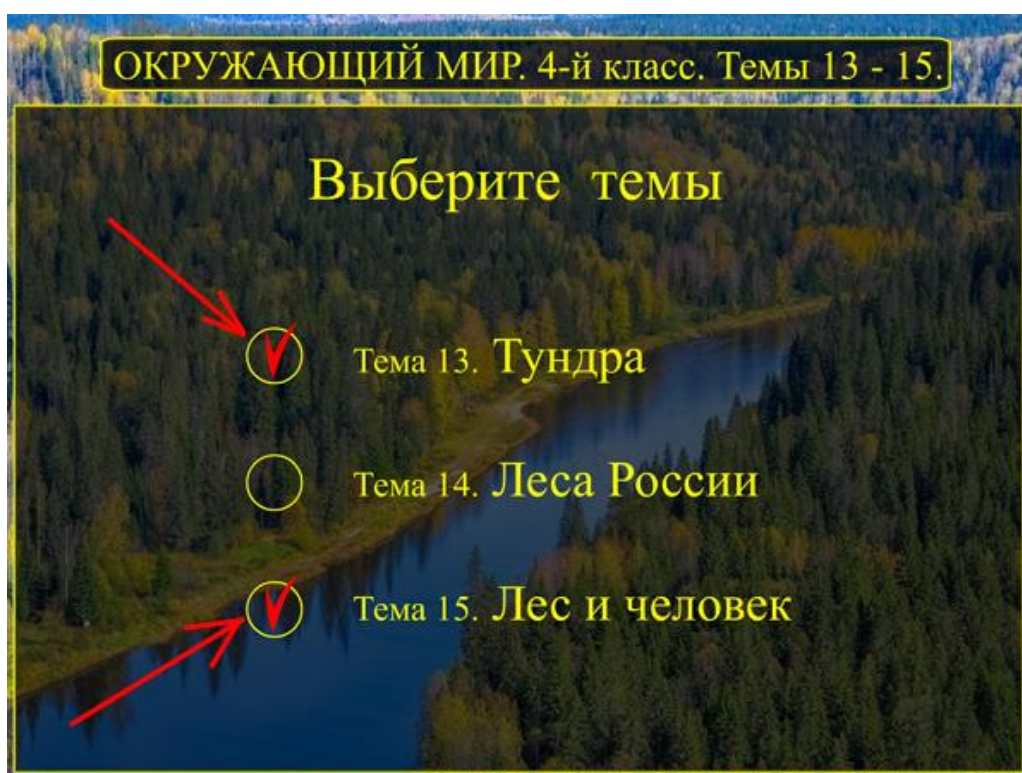 ОКРУЖАЮЩИЙ МИР. 4-й класс. Темы 13 - 15.
Выберите темы
Тема 13. Тундра
Тема 14. Леса России
Тема 15. Лес и человек